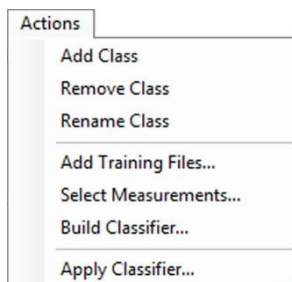 Actions
Add Class
Remove Class
Rename Class
Add Training Files...
Select Measurements...
Build Classifier...
Apply Classifier...